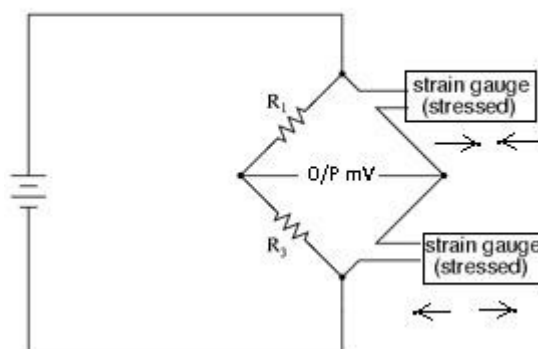 strain gauge
(stressed)
R1
O/P mV
R3
strain gauge
(stressed)